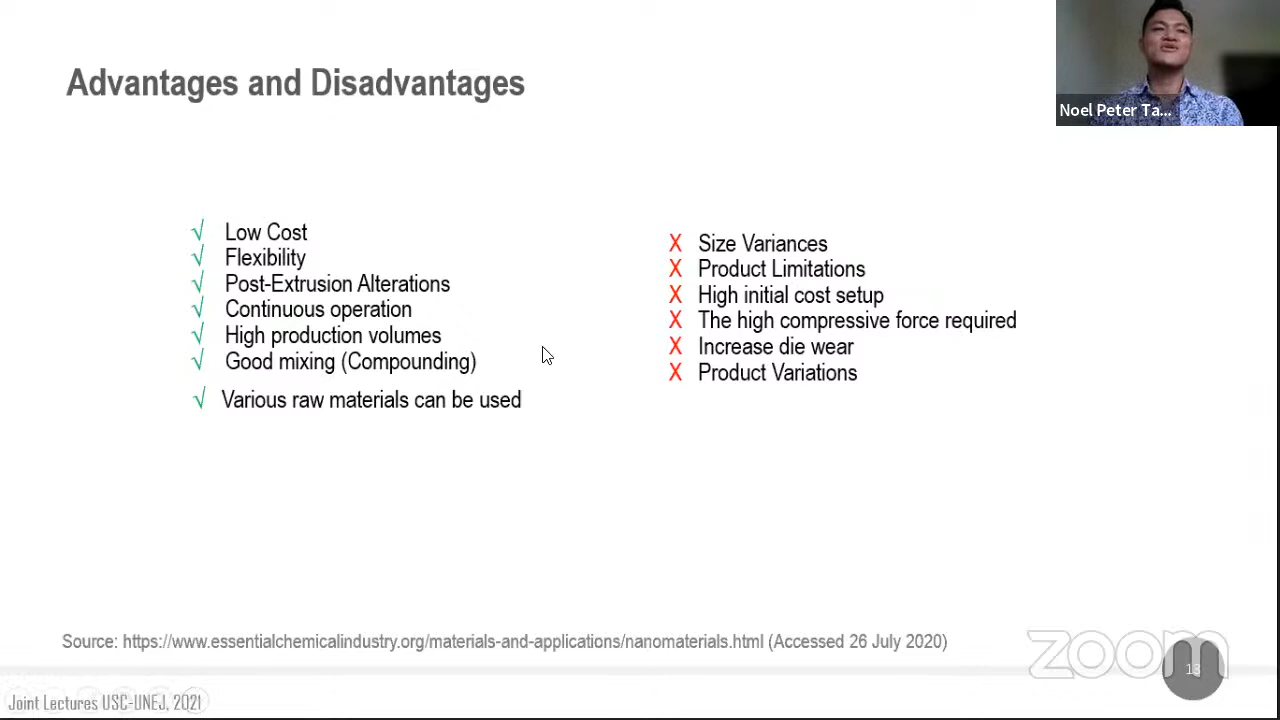 Advantages and Disadvantages
Noel Peter Ta...
√ Low Cost
√ Flexibility
√ Post-Extrusion Alterations
√ Continuous operation
√ High production volumes
√ Good mixing (Compounding)
√ Various raw materials can be used
X Size Variances
X Product Limitations
X High initial cost setup
X The high compressive force required
X Increase die wear
X Product Variations
Source: https://www.essentialchemicalindustry.org/materials-and-applications/nanomaterials.html (Accessed 26 July 2020)
zoom
13
Joint Lectures USC-UNEJ, 2021